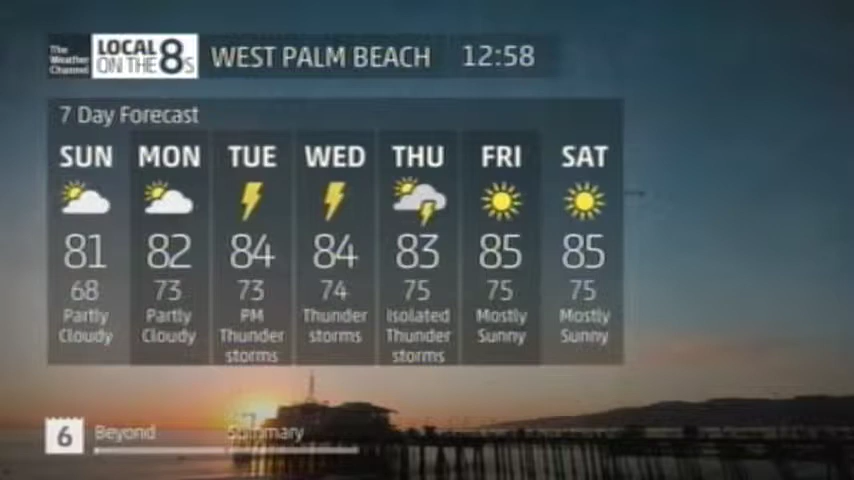 The
Weather
Channel
LOCAL
ON THE 8s
WEST PALM BEACH 12:58
7 Day Forecast
SUN MON TUE WED THU FRI SAT
81 82 84 84 83 85 85
68 73 73 74 75 75 75
Partly Cloudy
Partly Cloudy
PM Thunder storms
Thunder storms
Isolated Thunder storms
Mostly Sunny
Mostly Sunny
6 Beyond Summary